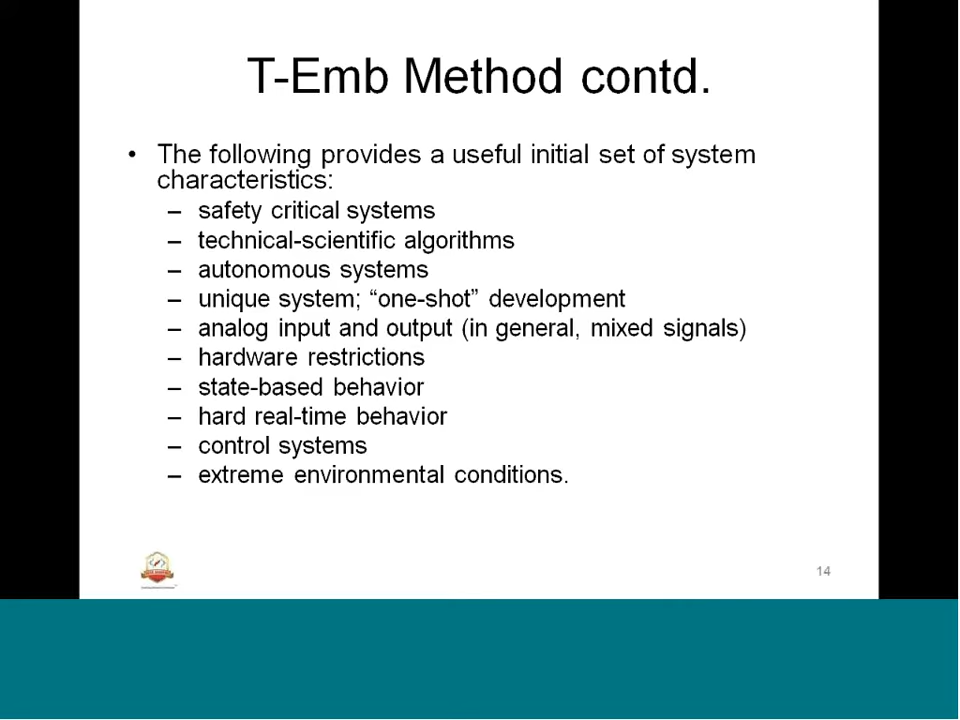 T-Emb Method contd.
• The following provides a useful initial set of system
characteristics:
– safety critical systems
– technical-scientific algorithms
– autonomous systems
– unique system; “one-shot” development
– analog input and output (in general, mixed signals)
– hardware restrictions
– state-based behavior
– hard real-time behavior
– control systems
– extreme environmental conditions.
14